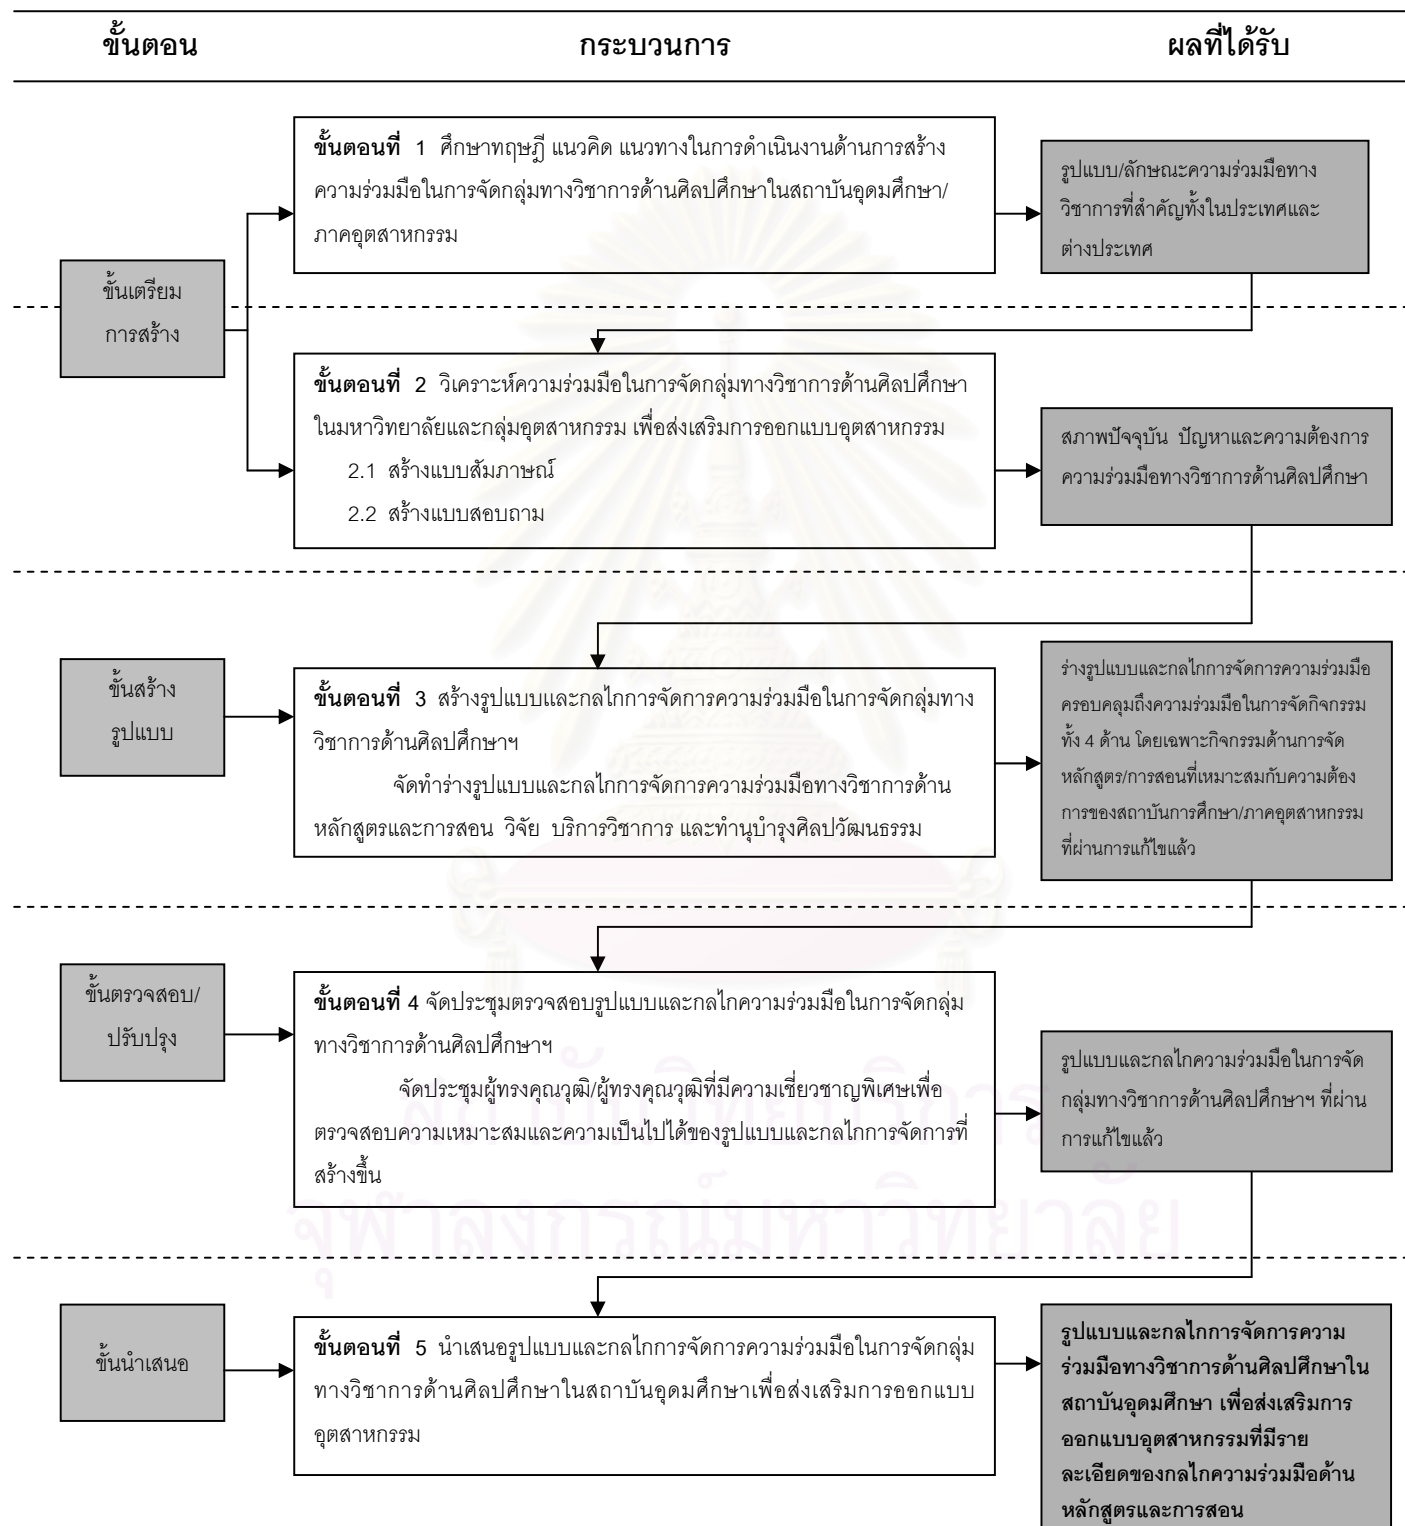 ขั้นตอน
กระบวนการ
ผลที่ได้รับ
ขั้นเตรียม
การสร้าง
ขั้นตอนที่ 1 ศึกษาทฤษฎี แนวคิด แนวทางในการดำเนินงานด้านการสร้าง
ความร่วมมือในการจัดกลุ่มทางวิชาการด้านศิลปศึกษาในสถาบันอุดมศึกษา/
ภาคอุตสาหกรรม
รูปแบบ/ลักษณะความร่วมมือทาง
วิชาการที่สำคัญทั้งในประเทศและ
ต่างประเทศ
ขั้นตอนที่ 2 วิเคราะห์ความร่วมมือในการจัดกลุ่มทางวิชาการด้านศิลปศึกษา
ในมหาวิทยาลัยและกลุ่มอุตสาหกรรม เพื่อส่งเสริมการออกแบบอุตสาหกรรม
2.1 สร้างแบบสัมภาษณ์
2.2 สร้างแบบสอบถาม
สภาพปัจจุบัน ปัญหาและความต้องการ
ความร่วมมือทางวิชาการด้านศิลปศึกษา
ขั้นสร้าง
รูปแบบ
ขั้นตอนที่ 3 สร้างรูปแบบและกลไกการจัดการความร่วมมือในการจัดกลุ่มทาง
วิชาการด้านศิลปศึกษาฯ
จัดทำร่างรูปแบบและกลไกการจัดการความร่วมมือทางวิชาการด้าน
หลักสูตรและการสอน วิจัย บริการวิชาการ และทำนุบำรุงศิลปวัฒนธรรม
ร่างรูปแบบและกลไกการจัดการความร่วมมือ
ครอบคลุมถึงความร่วมมือในการจัดกิจกรรม
ทั้ง 4 ด้าน โดยเฉพาะกิจกรรมด้านการจัด
หลักสูตร/การสอนที่เหมาะสมกับความต้อง
การของสถาบันการศึกษา/ภาคอุตสาหกรรม
ที่ผ่านการแก้ไขแล้ว
ขั้นตรวจสอบ/
ปรับปรุง
ขั้นตอนที่ 4 จัดประชุมตรวจสอบรูปแบบและกลไกความร่วมมือในการจัดกลุ่ม
ทางวิชาการด้านศิลปศึกษาฯ
จัดประชุมผู้ทรงคุณวุฒิ/ผู้ทรงคุณวุฒิที่มีความเชี่ยวชาญพิเศษเพื่อ
ตรวจสอบความเหมาะสมและความเป็นไปได้ของรูปแบบและกลไกการจัดการที่
สร้างขึ้น
รูปแบบและกลไกความร่วมมือในการจัด
กลุ่มทางวิชาการด้านศิลปศึกษาฯ ที่ผ่าน
การแก้ไขแล้ว
สถาบันวิทยบริการ
จุฬาลงกรณ์มหาวิทยาลัย
ขั้นนำเสนอ
ขั้นตอนที่ 5 นำเสนอรูปแบบและกลไกการจัดการความร่วมมือในการจัดกลุ่ม
ทางวิชาการด้านศิลปศึกษาในสถาบันอุดมศึกษาเพื่อส่งเสริมการออกแบบ
อุตสาหกรรม
รูปแบบและกลไกการจัดการความ
ร่วมมือทางวิชาการด้านศิลปศึกษาใน
สถาบันอุดมศึกษา เพื่อส่งเสริมการ
ออกแบบอุตสาหกรรมที่มีราย
ละเอียดของกลไกความร่วมมือด้าน
หลักสูตรและการสอน